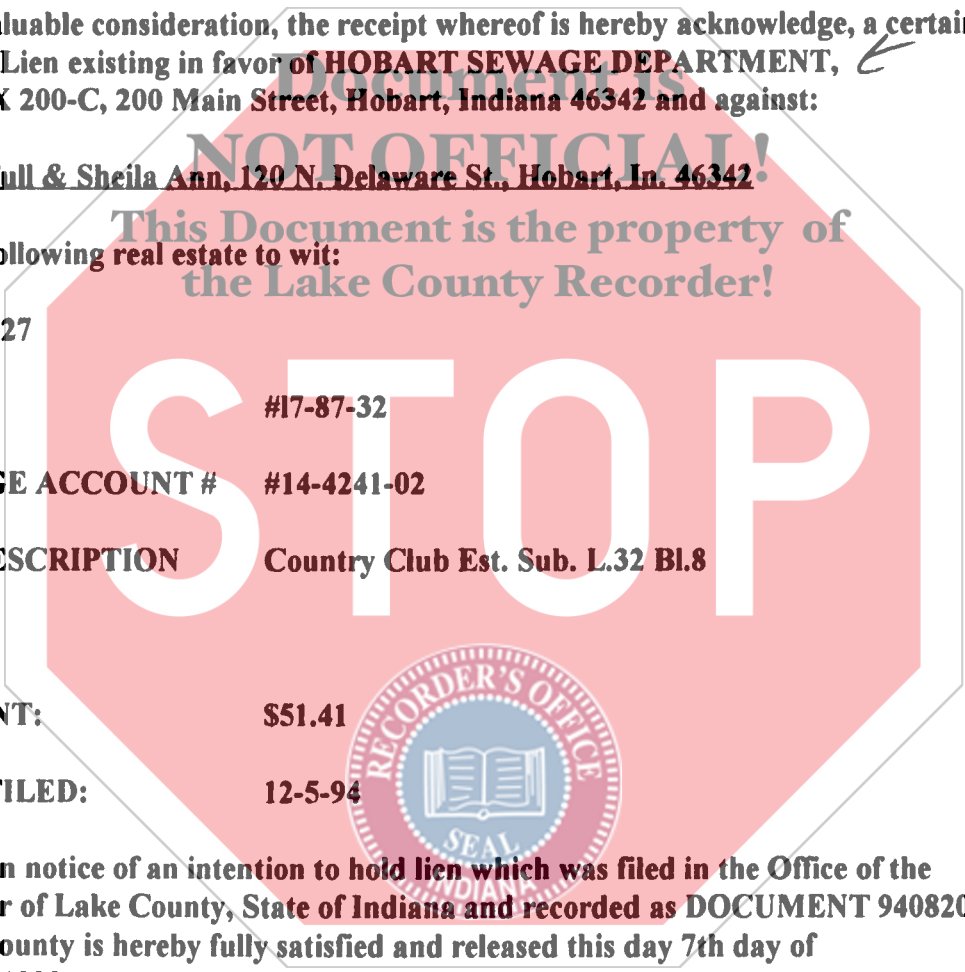 luable consideration, the receipt whereof is hereby acknowledge, a certain
Lien existing in favor of HOBART SEWAGE DEPARTMENT,
X 200-C, 200 Main Street, Hobart, Indiana 46342 and against:
Document is
NOT OFFICIAL!
ull & Sheila Ann, 120 N. Delaware St., Hobart, In. 46342
This Document is the property of
the Lake County Recorder!
ollowing real estate to wit:
27
STOP
#17-87-32
GE ACCOUNT # #14-4241-02
ESCRIPTION Country Club Est. Sub. L.32 Bl.8
NT: $51.41
FILED: 12-5-94
RECORDER'S OFFICE
SEAL
INDIANA
n notice of an intention to hold lien which was filed in the Office of the
r of Lake County, State of Indiana and recorded as DOCUMENT 940820
ounty is hereby fully satisfied and released this day 7th day of